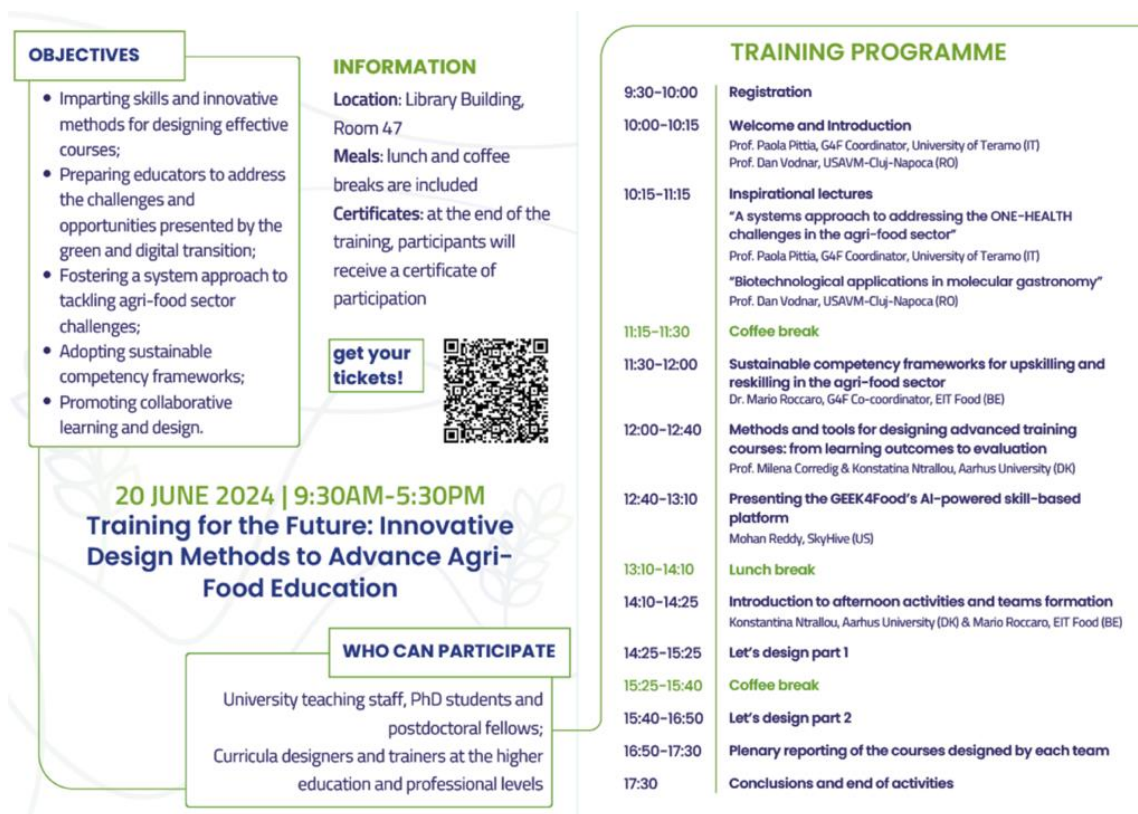 OBJECTIVES
• Imparting skills and innovative
methods for designing effective
courses;
• Preparing educators to address
the challenges and
opportunities presented by the
green and digital transition;
• Fostering a system approach to
tackling agri-food sector
challenges;
• Adopting sustainable
competency frameworks;
• Promoting collaborative
learning and design.
INFORMATION
Location: Library Building,
Room 47
Meals: lunch and coffee
breaks are included
Certificates: at the end of the
training, participants will
receive a certificate of
participation
get your
tickets!
20 JUNE 2024 | 9:30AM-5:30PM
Training for the Future: Innovative
Design Methods to Advance Agri-
Food Education
WHO CAN PARTICIPATE
University teaching staff, PhD students and
postdoctoral fellows;
Curricula designers and trainers at the higher
education and professional levels
TRAINING PROGRAMME
9:30-10:00 Registration
10:00-10:15 Welcome and Introduction
Prof. Paola Pittia, G4F Coordinator, University of Teramo (IT)
Prof. Dan Vodnar, USAVM-Cluj-Napoca (RO)
10:15-11:15 Inspirational lectures
"A systems approach to addressing the ONE-HEALTH
challenges in the agri-food sector"
Prof. Paola Pittia, G4F Coordinator, University of Teramo (IT)
"Biotechnological applications in molecular gastronomy"
Prof. Dan Vodnar, USAVM-Cluj-Napoca (RO)
11:15-11:30 Coffee break
11:30-12:00 Sustainable competency frameworks for upskilling and
reskilling in the agri-food sector
Dr. Mario Roccaro, G4F Co-coordinator, EIT Food (BE)
12:00-12:40 Methods and tools for designing advanced training
courses: from learning outcomes to evaluation
Prof. Milena Corredig & Konstatina Ntrallou, Aarhus University (DK)
12:40-13:10 Presenting the GEEK4Food's AI-powered skill-based
platform
Mohan Reddy, SkyHive (US)
13:10-14:10 Lunch break
14:10-14:25 Introduction to afternoon activities and teams formation
Konstantina Ntrallou, Aarhus University (DK) & Mario Roccaro, EIT Food (BE)
14:25-15:25 Let's design part 1
15:25-15:40 Coffee break
15:40-16:50 Let's design part 2
16:50-17:30 Plenary reporting of the courses designed by each team
17:30 Conclusions and end of activities